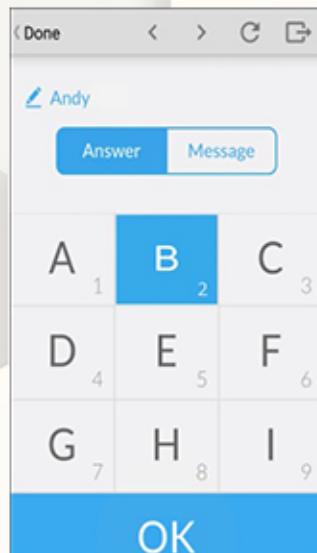 Done
Andy
Answer Message
A 1 B 2 C 3
D 4 E 5 F 6
G 7 H 8 I 9
OK